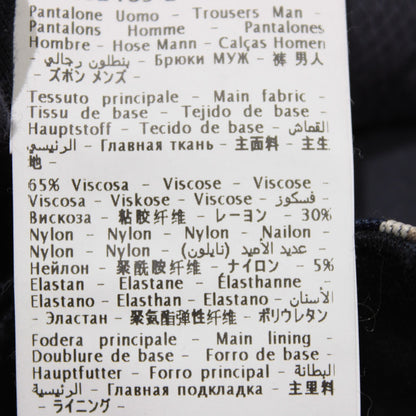 Pantalone Uomo - Trousers Man -
Pantalons Homme - Pantalones
Hombre - Hose Mann - Calças Homen
- بنطلون رجالي - Брюки МУЖ - 裤 男人
- ズボン メンズ -
Tessuto principale - Main fabric -
Tissu de base - Tejido de base -
Hauptstoff - Tecido de base - القماش
الرئيسي - Главная ткань - 主面料 - 主生
地 -
65% Viscosa - Viscose - Viscose -
Viscosa - Viskose - Viscose - فسكوز -
Вискоза - 粘胶纤维 - レーヨン - 30%
Nylon - Nylon - Nylon - Nailon -
Nylon - Nylon - عديد الأميد (نايلون) -
Нейлон - 聚酰胺纤维 - ナイロン - 5%
Elastan - Elastane - Élasthanne -
Elastano - Elasthan - Elastano - الأستان
- Эластан - 聚氨酯弹性纤维 - ポリウレタン
Fodera principale - Main lining -
Doublure de base - Forro de base -
Hauptfutter - Forro principal - البطانة
الرئيسية - Главная подкладка - 主里料
- ライニング -